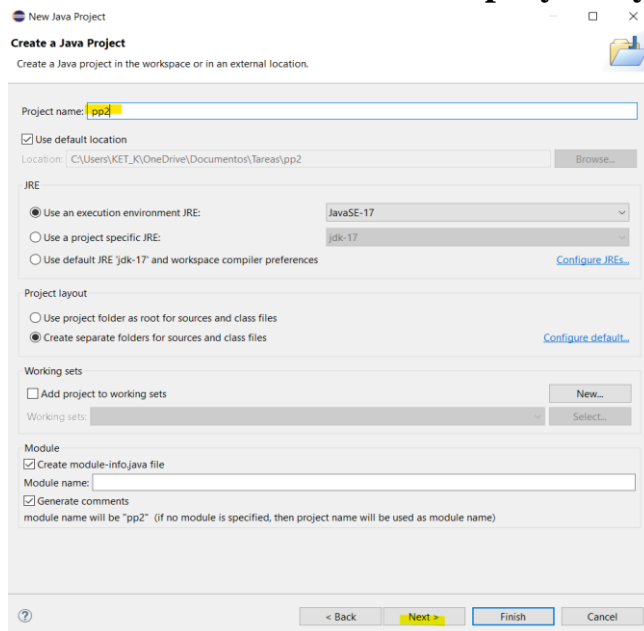 New Java Project
Create a Java Project
Create a Java project in the workspace or in an external location.
Project name: pp2
Use default location
Location: C:\Users\KET_K\OneDrive\Documentos\Tareas\pp2 Browse...
JRE
Use an execution environment JRE: JavaSE-17
Use a project specific JRE: jdk-17
Use default JRE 'jdk-17' and workspace compiler preferences Configure JREs...
Project layout
Use project folder as root for sources and class files
Create separate folders for sources and class files Configure default...
Working sets
Add project to working sets New...
Working sets: Select...
Module
Create module-info.java file
Module name:
Generate comments
module name will be "pp2" (if no module is specified, then project name will be used as module name)
< Back Next > Finish Cancel